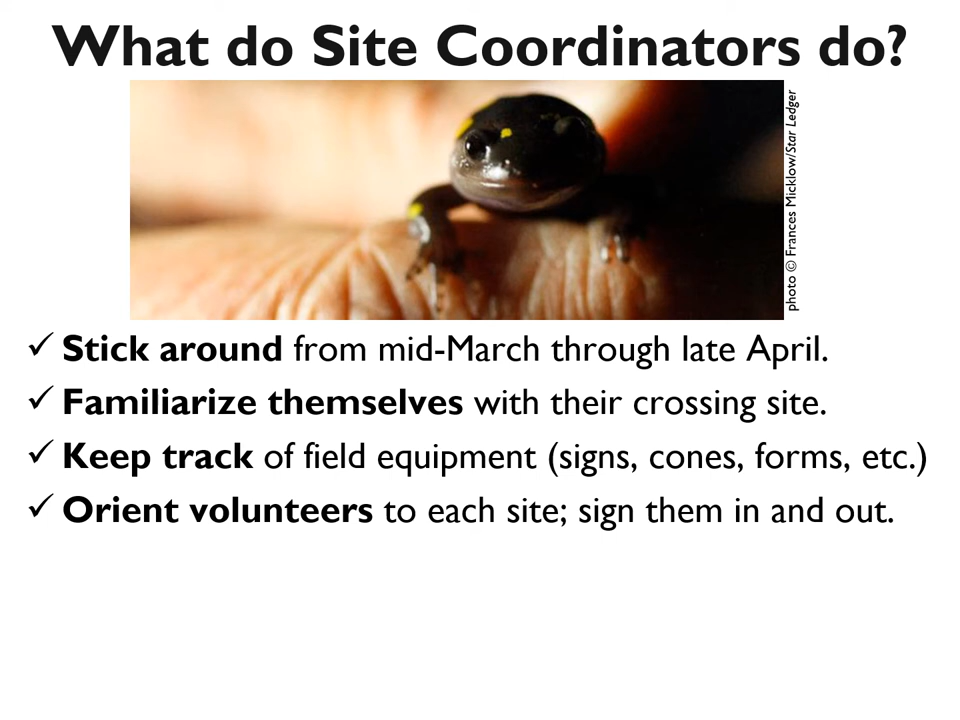 What do Site Coordinators do?
photo © Frances Micklow/Star Ledger
✓ Stick around from mid-March through late April.
✓ Familiarize themselves with their crossing site.
✓ Keep track of field equipment (signs, cones, forms, etc.)
✓ Orient volunteers to each site; sign them in and out.